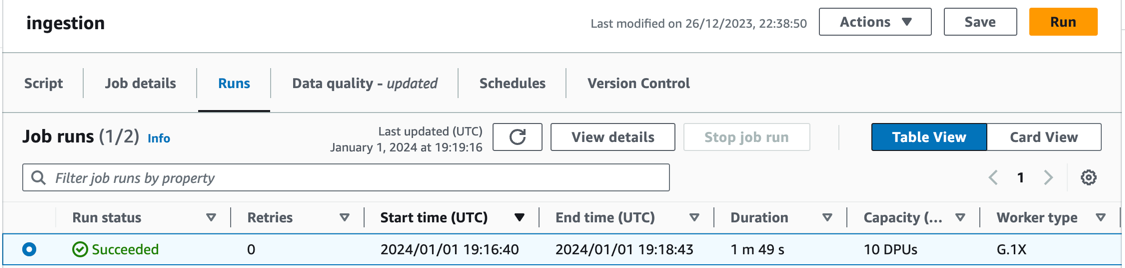 ingestion
Last modified on 26/12/2023, 22:38:50
Actions
Save
Run
Script
Job details
Runs
Data quality - updated
Schedules
Version Control
Job runs (1/2) Info
Last updated (UTC)
January 1, 2024 at 19:19:16
View details
Stop job run
Table View
Card View
Filter job runs by property
1
Run status
Retries
Start time (UTC)
End time (UTC)
Duration
Capacity (...
Worker type
Succeeded
0
2024/01/01 19:16:40
2024/01/01 19:18:43
1 m 49 s
10 DPUs
G.1X